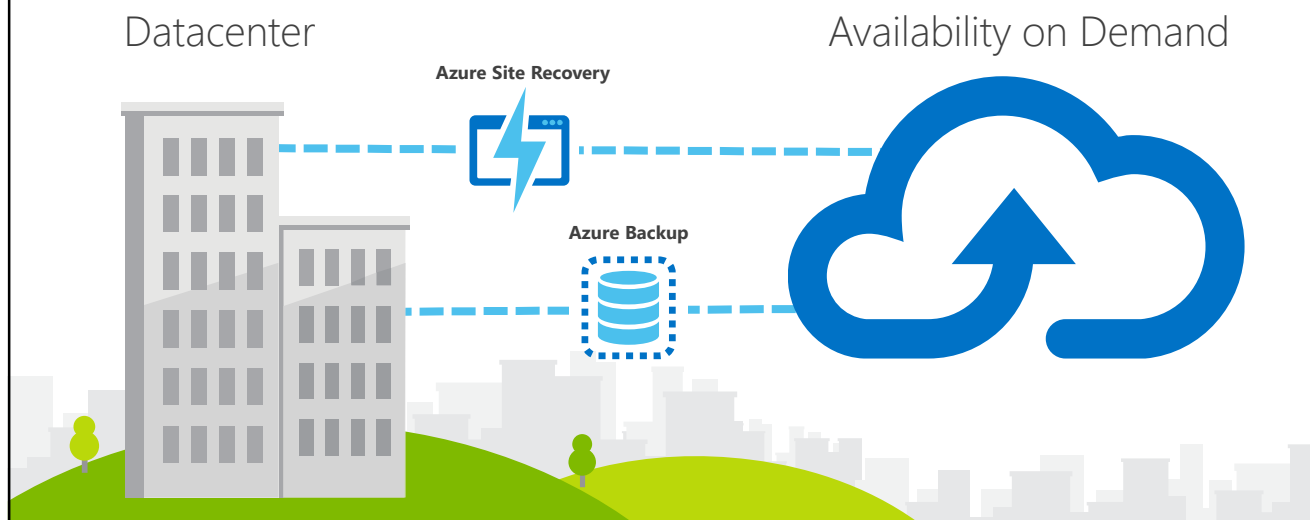 Datacenter
Availability on Demand
Azure Site Recovery
Azure Backup